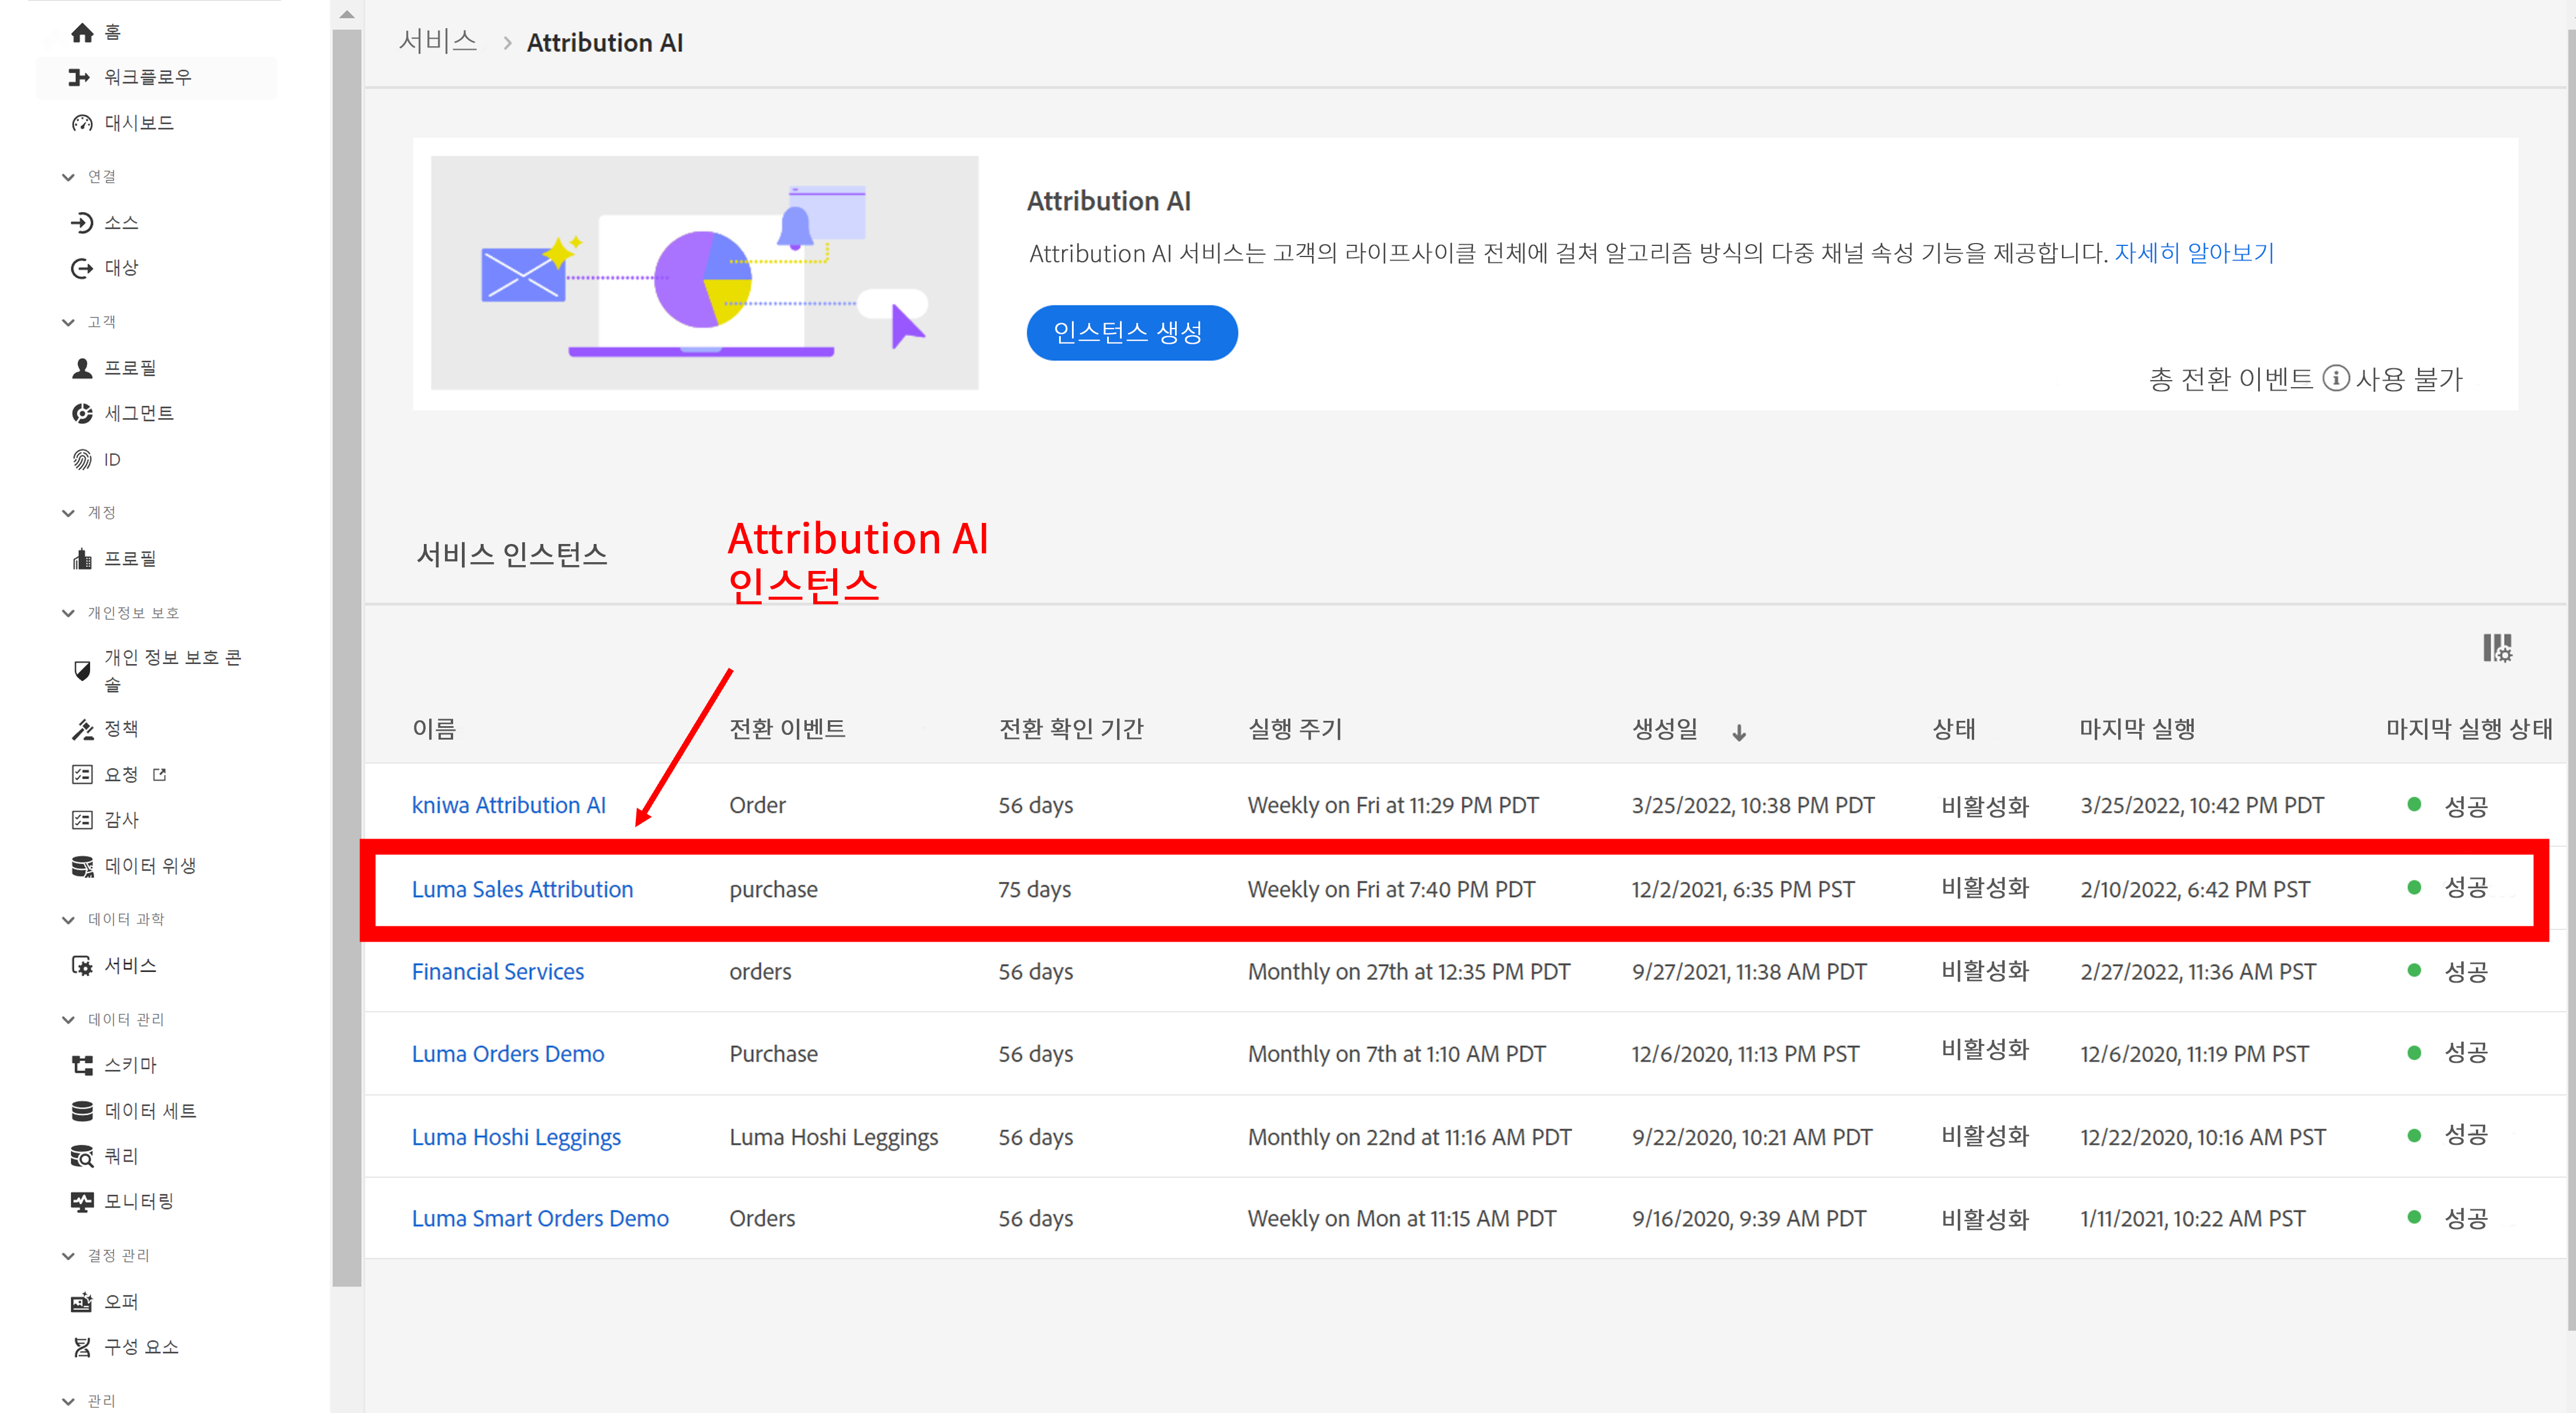 홈
워크플로우
대시보드
연결
소스
대상
고객
프로필
세그먼트
ID
계정
프로필
개인정보 보호
개인 정보 보호 콘
솔
정책
요청
감사
데이터 위생
데이터 과학
서비스
데이터 관리
스키마
데이터 세트
쿼리
모니터링
결정 관리
오퍼
구성 요소
관리
서비스 > Attribution AI
Attribution AI
Attribution AI 서비스는 고객의 라이프사이클 전체에 걸쳐 알고리즘 방식의 다중 채널 속성 기능을 제공합니다. 자세히 알아보기
인스턴스 생성
총 전환 이벤트 사용 불가
서비스 인스턴스
Attribution AI
인스턴스
이름 전환 이벤트 전환 확인 기간 실행 주기 생성일 상태 마지막 실행 마지막 실행 상태
kniwa Attribution AI Order 56 days Weekly on Fri at 11:29 PM PDT 3/25/2022, 10:38 PM PDT 비활성화 3/25/2022, 10:42 PM PDT 성공
Luma Sales Attribution purchase 75 days Weekly on Fri at 7:40 PM PDT 12/2/2021, 6:35 PM PST 비활성화 2/10/2022, 6:42 PM PST 성공
Financial Services orders 56 days Monthly on 27th at 12:35 PM PDT 9/27/2021, 11:38 AM PDT 비활성화 2/27/2022, 11:36 AM PST 성공
Luma Orders Demo Purchase 56 days Monthly on 7th at 1:10 AM PDT 12/6/2020, 11:13 PM PST 비활성화 12/6/2020, 11:19 PM PST 성공
Luma Hoshi Leggings Luma Hoshi Leggings 56 days Monthly on 22nd at 11:16 AM PDT 9/22/2020, 10:21 AM PDT 비활성화 12/22/2020, 10:16 AM PST 성공
Luma Smart Orders Demo Orders 56 days Weekly on Mon at 11:15 AM PDT 9/16/2020, 9:39 AM PDT 비활성화 1/11/2021, 10:22 AM PST 성공